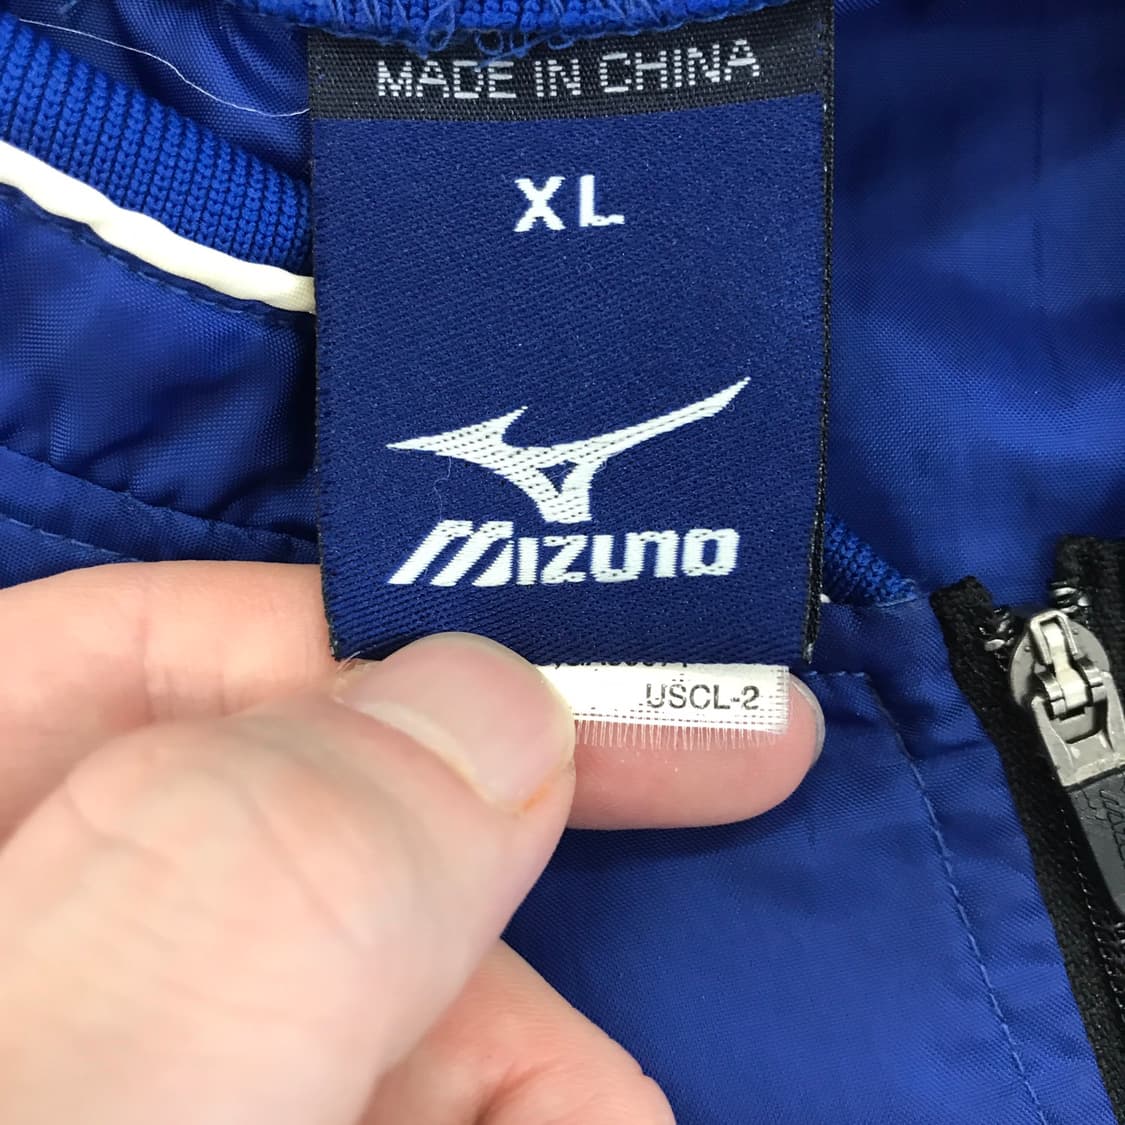 MADE IN CHINA
XL
MIZUNO
USCL-2